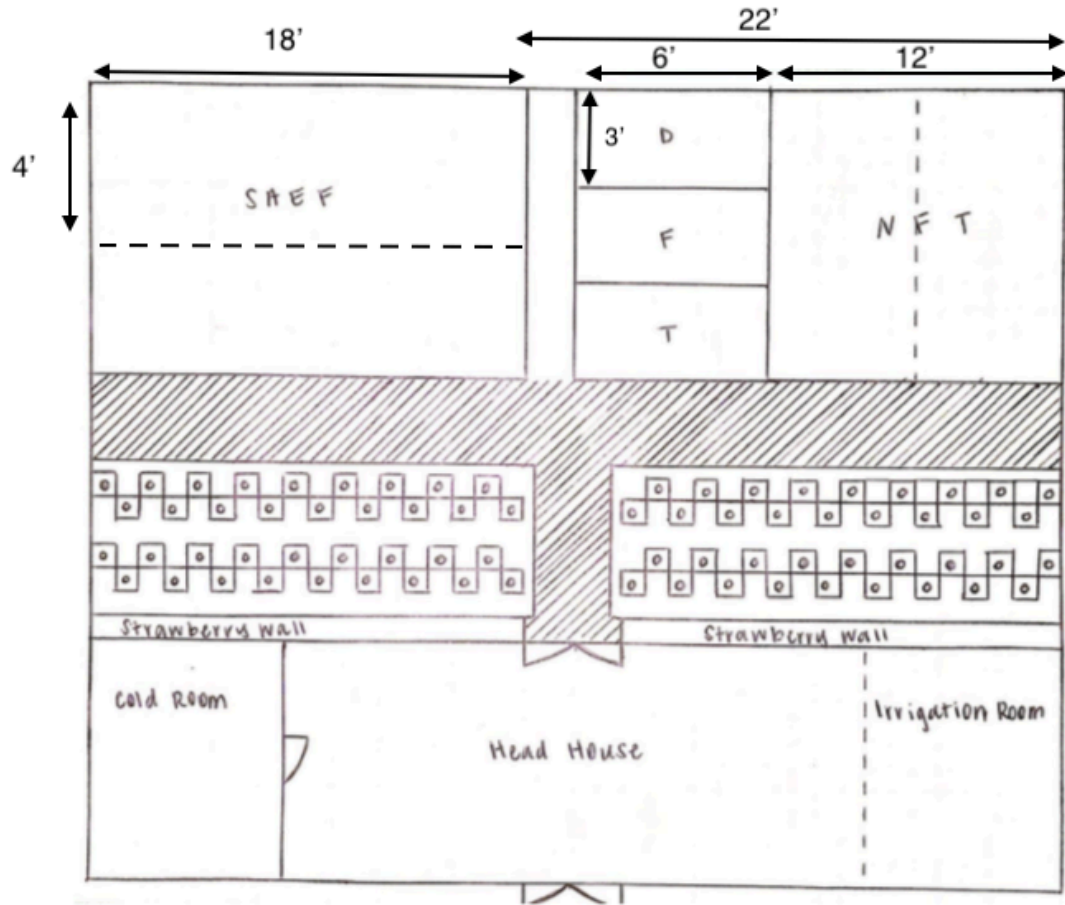 22'
18'
6'
12'
4'
3'
D
SAEF
F
NFT
T
Strawberry wall
Strawberry wall
Cold Room
Irrigation Room
Head House